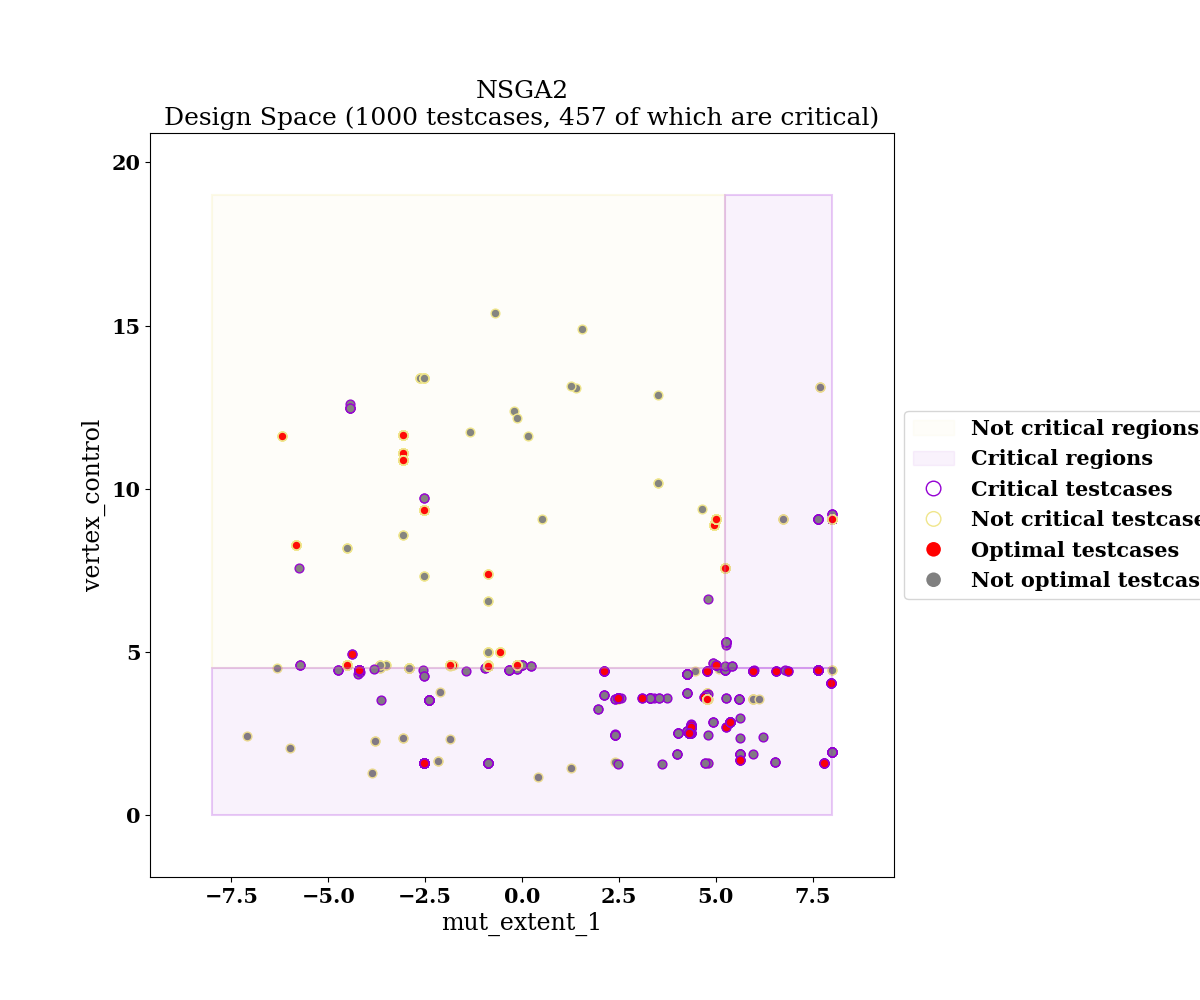 NSGA2
Design Space (1000 testcases, 457 of which are critical)
20
15
10
5
0
vertex_control
−7.5 −5.0 −2.5 0.0 2.5 5.0 7.5
mut_extent_1
Not critical regions
Critical regions
Critical testcases
Not critical testcase
Optimal testcases
Not optimal testcas